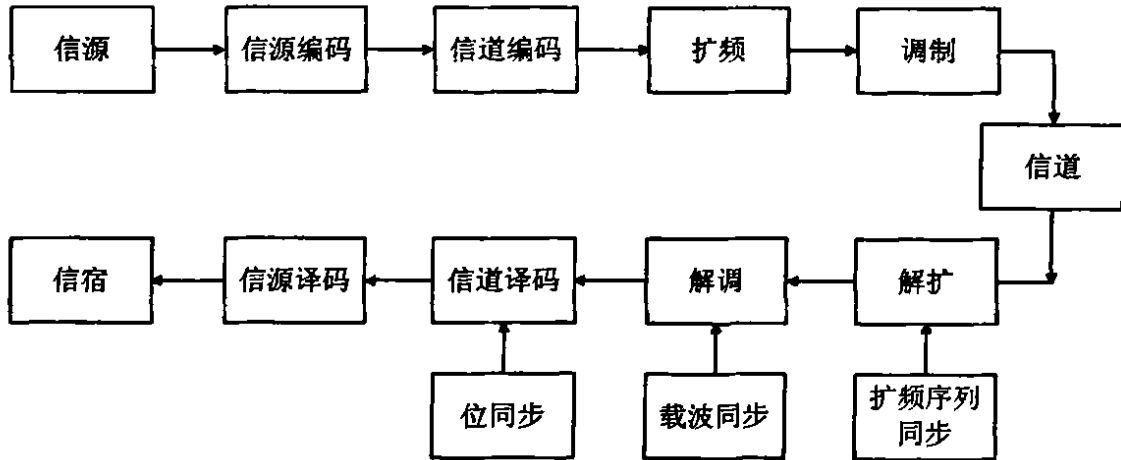 信源
信源编码
信道编码
扩频
调制
信道
信宿
信源译码
信道译码
解调
解扩
位同步
载波同步
扩频序列
同步